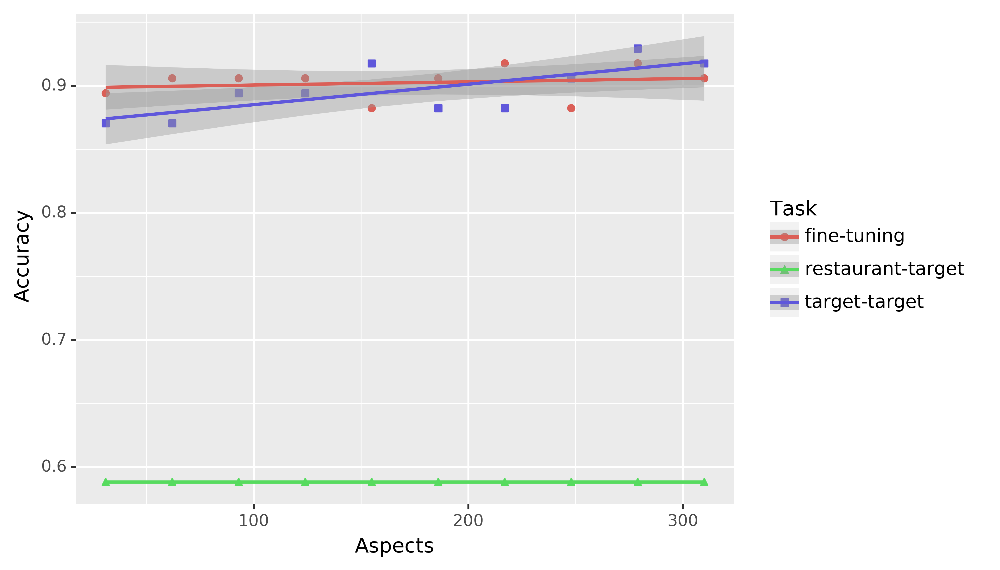 Accuracy
0.9
0.8
0.7
0.6
100 200 300
Aspects
Task
fine-tuning
restaurant-target
target-target